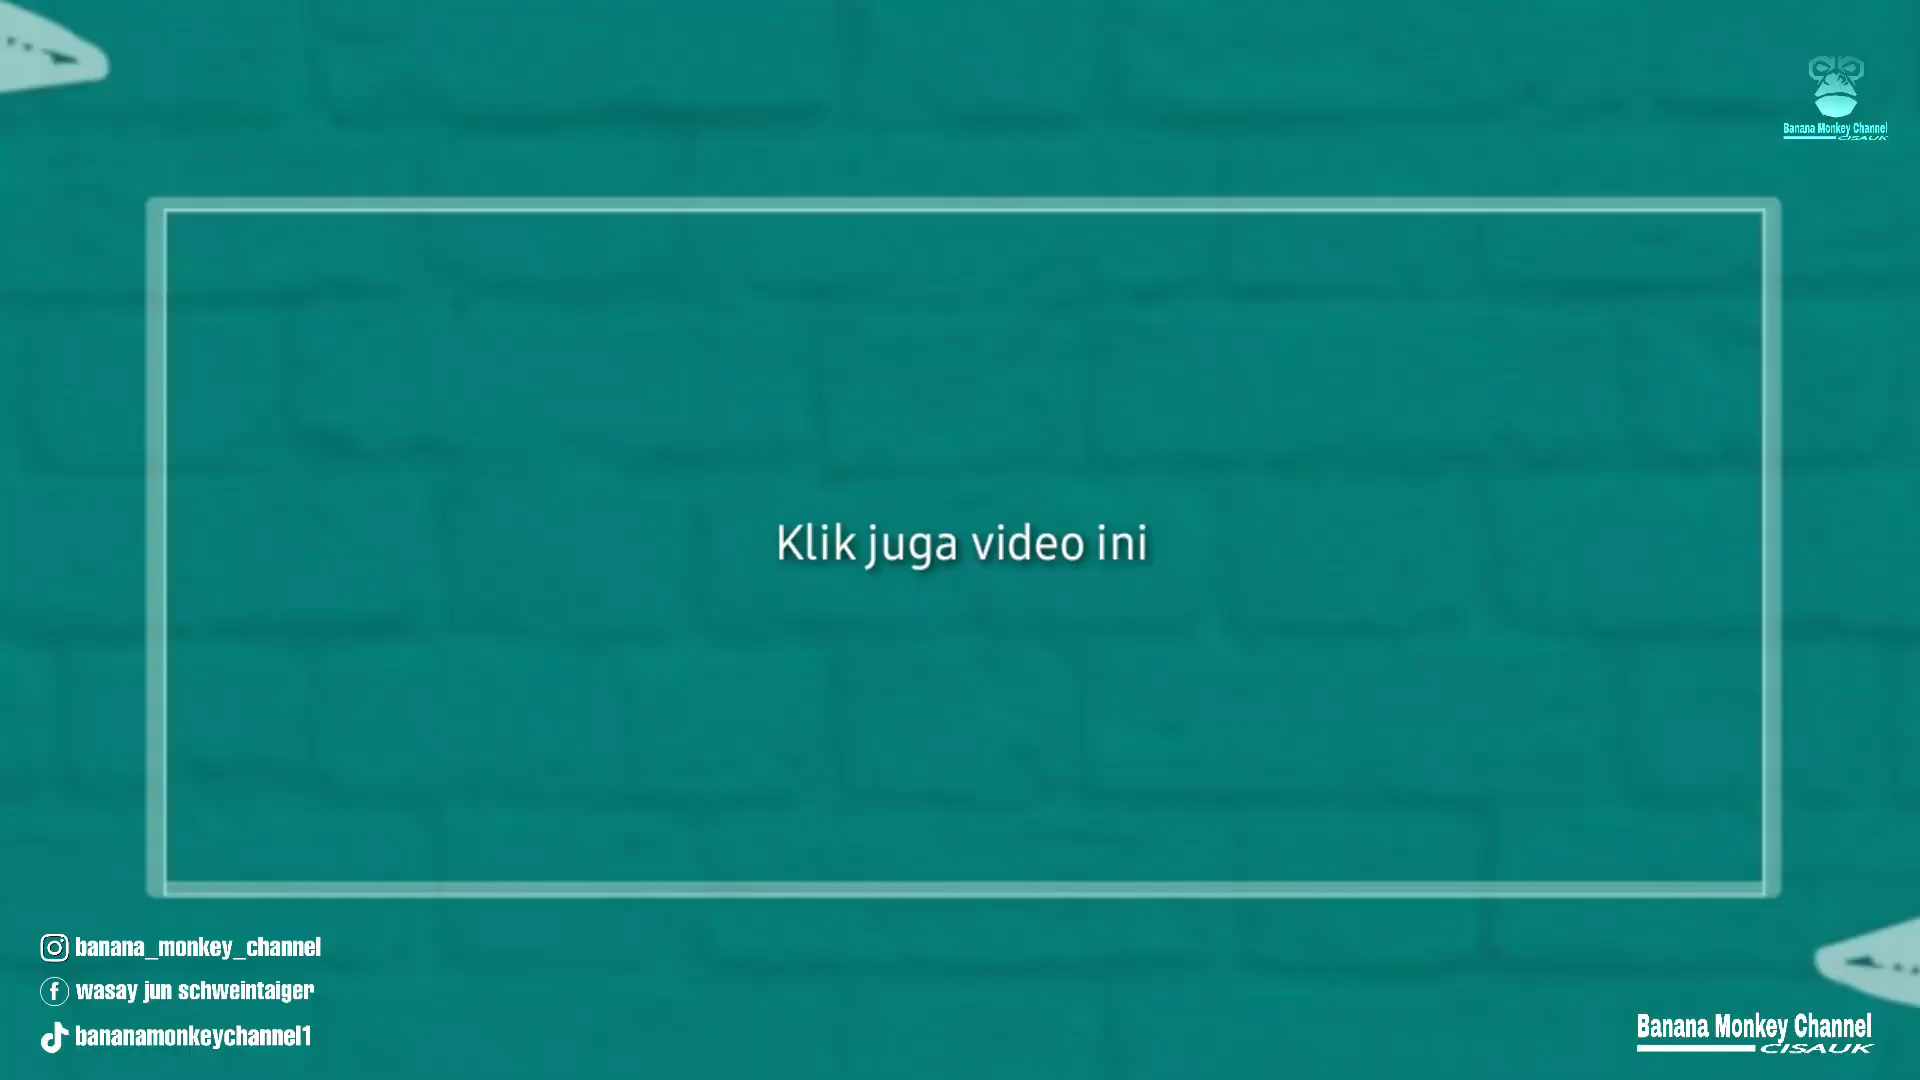 Banana Monkey Channel
CISAUK
Klik juga video ini
banana_monkey_channel
wasay jun schweintaiger
bananamonkeychannel1
Banana Monkey Channel
CISAUK